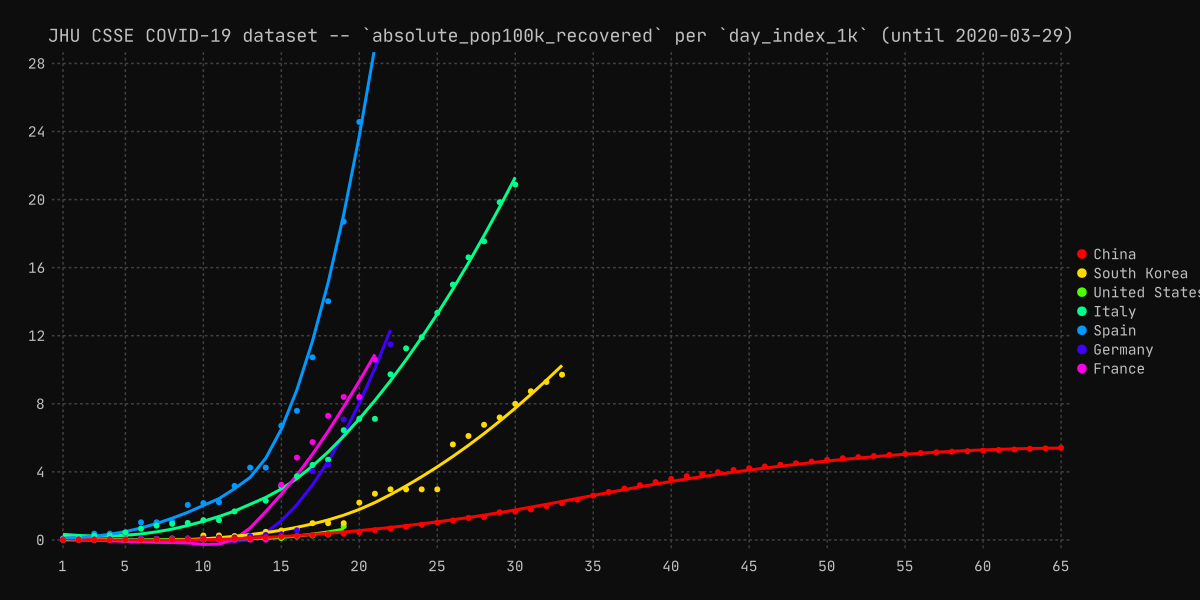 JHU CSSE COVID-19 dataset -- `absolute_pop100k_recovered` per `day_index_1k` (until 2020-03-29)
28
24
20
16
12
8
4
0
1 5 10 15 20 25 30 35 40 45 50 55 60 65
China
South Korea
United States
Italy
Spain
Germany
France